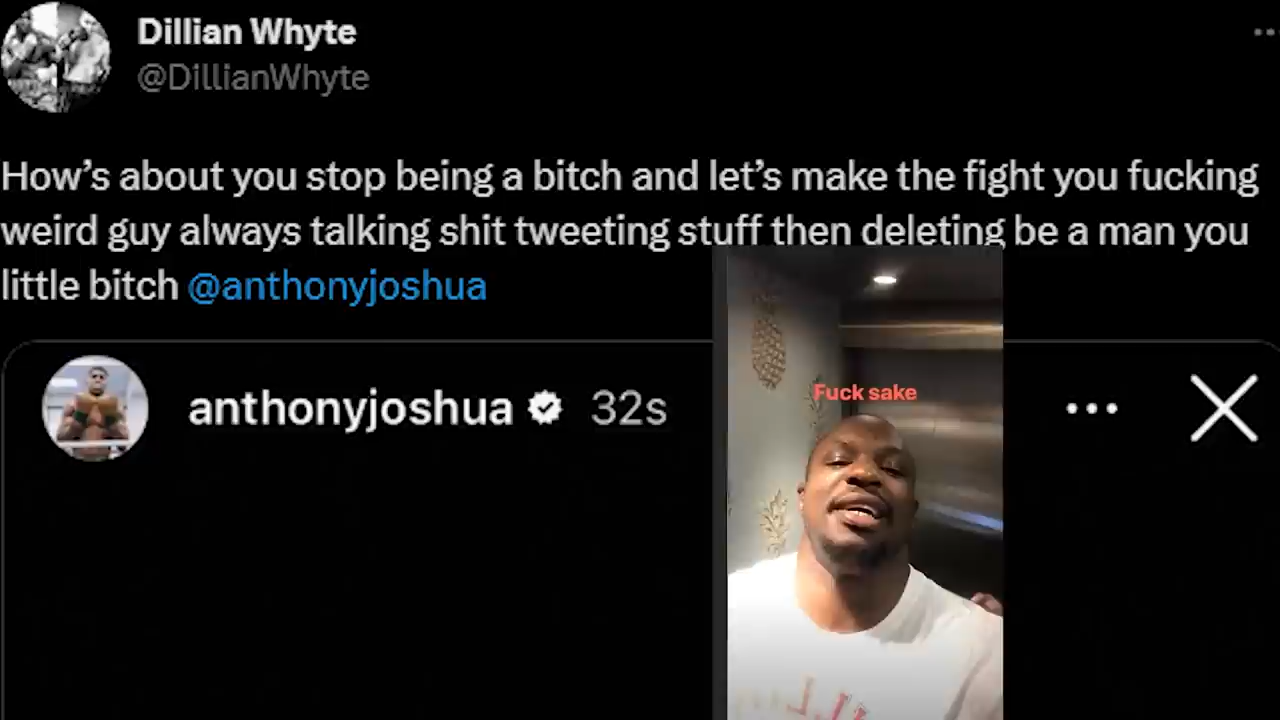 Dillian Whyte
@DillianWhyte
How’s about you stop being a bitch and let’s make the fight you fucking
weird guy always talking shit tweeting stuff then deleting be a man you
little bitch @anthonyjoshua
anthonyjoshua 32s
Fuck sake